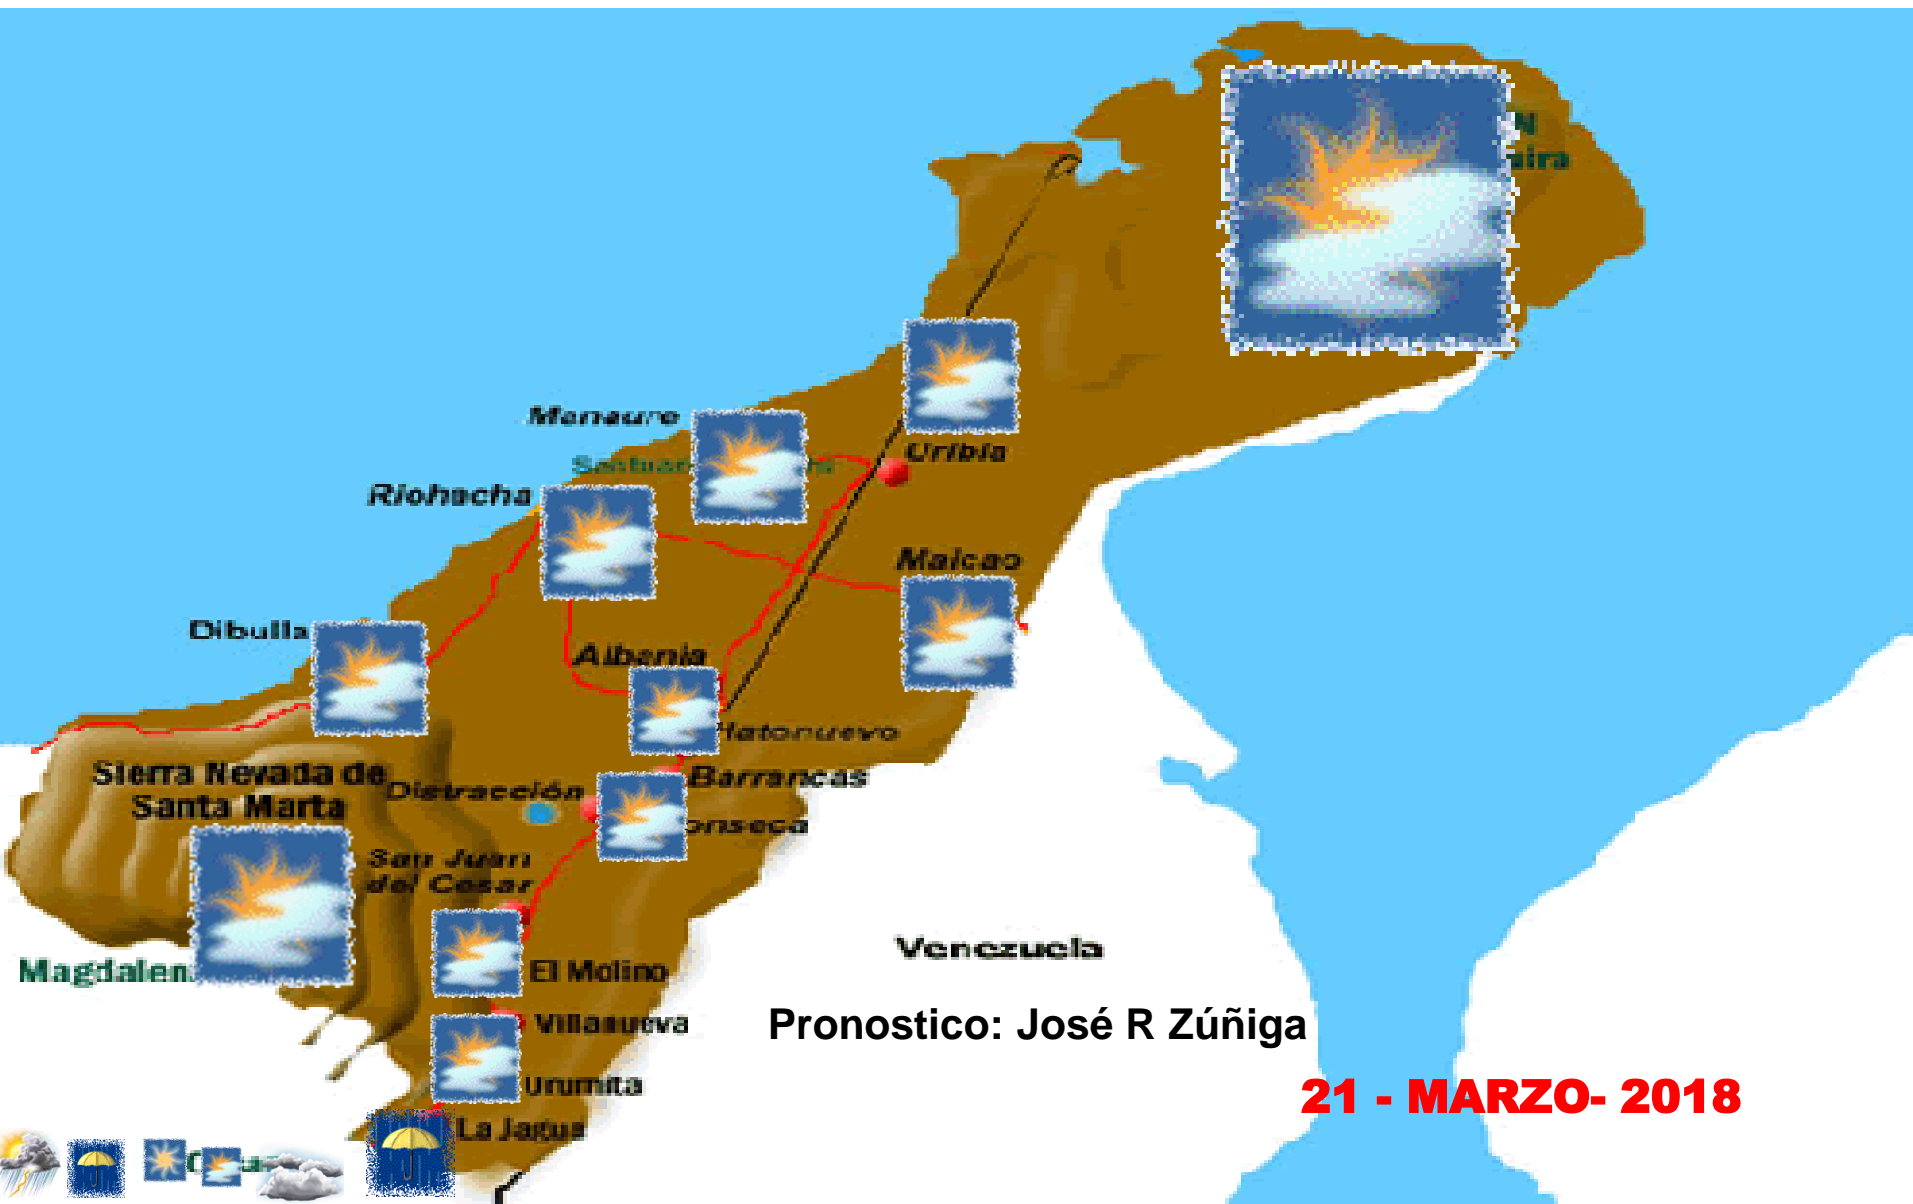 Manaure
Uribia
Riohacha
Maicao
Dibulla
Albania
Hatonuevo
Sierra Nevada de
Santa Marta
Distracción
Barrancas
San Juan
del Cesar
Venezuela
El Molino
Villanueva
Pronostico: José R Zúñiga
Urumita
21 - MARZO- 2018
La Jagua